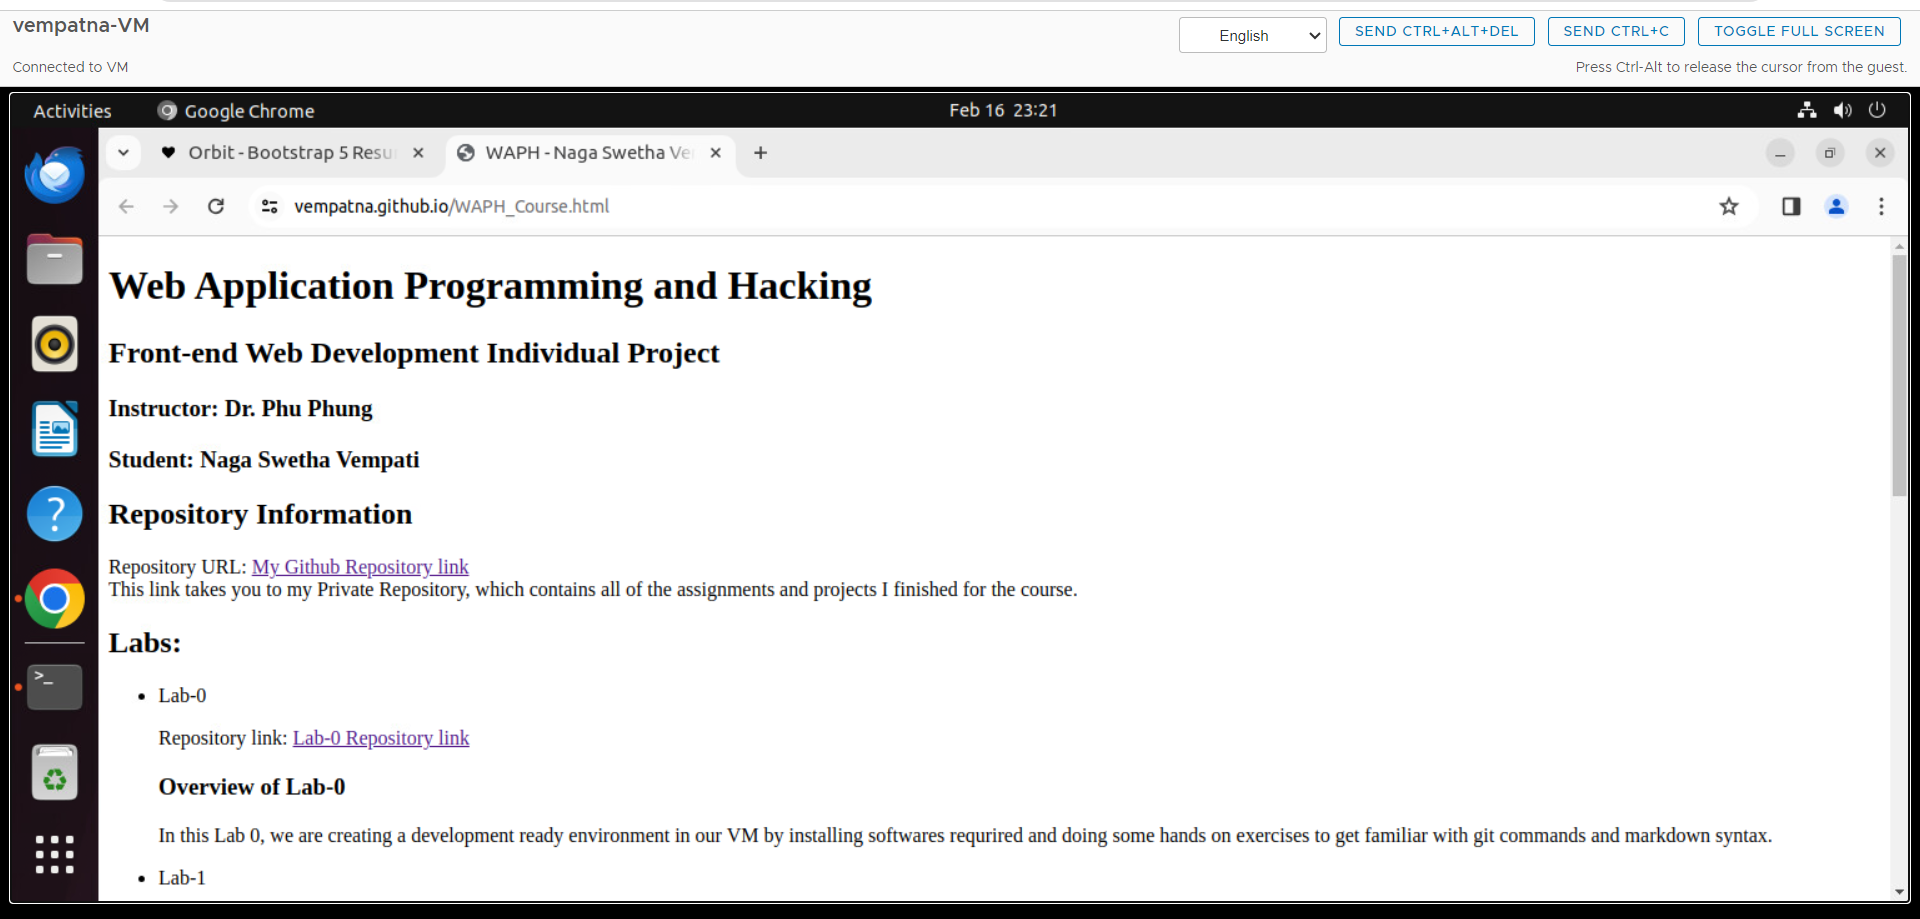 vempatna-VM
English
SEND CTRL+ALT+DEL
SEND CTRL+C
TOGGLE FULL SCREEN
Connected to VM
Press Ctrl-Alt to release the cursor from the guest.
Activities
Google Chrome
Feb 16 23:21
Orbit - Bootstrap 5 Resu
WAPH - Naga Swetha Ve
vempatna.github.io/WAPH_Course.html
Web Application Programming and Hacking
Front-end Web Development Individual Project
Instructor: Dr. Phu Phung
Student: Naga Swetha Vempati
Repository Information
Repository URL: My Github Repository link
This link takes you to my Private Repository, which contains all of the assignments and projects I finished for the course.
Labs:
• Lab-0
Repository link: Lab-0 Repository link
Overview of Lab-0
In this Lab 0, we are creating a development ready environment in our VM by installing softwares requrired and doing some hands on exercises to get familiar with git commands and markdown syntax.
• Lab-1